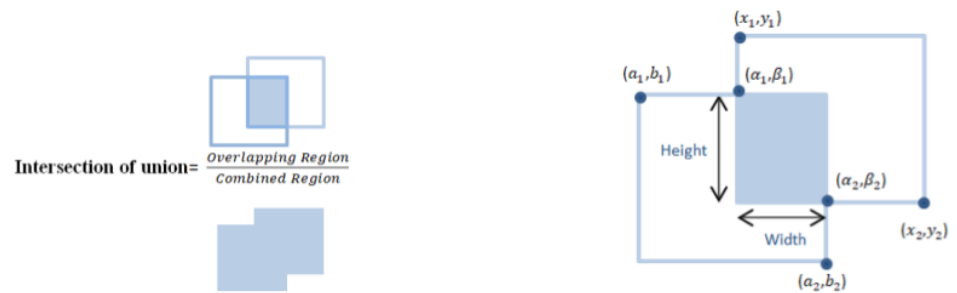 Intersection of union= Overlapping Region
Combined Region
(x₁,y₁)
(a₁,b₁)
(α₁,β₁)
Height
(α₂,β₂)
Width
(x₂,y₂)
(a₂,b₂)